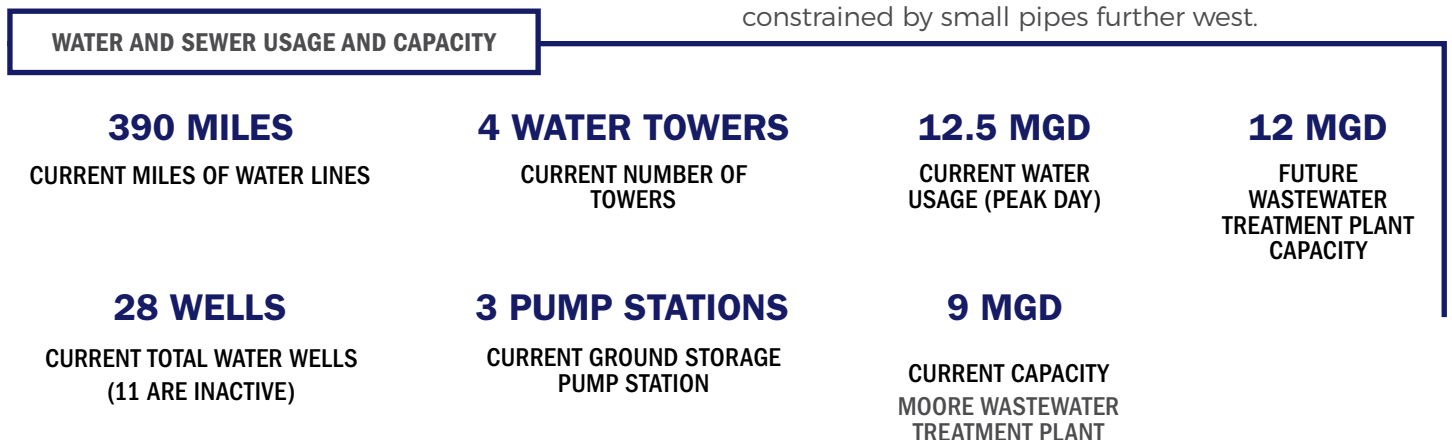 constrained by small pipes further west.
WATER AND SEWER USAGE AND CAPACITY
390 MILES
CURRENT MILES OF WATER LINES
4 WATER TOWERS
CURRENT NUMBER OF
TOWERS
12.5 MGD
CURRENT WATER
USAGE (PEAK DAY)
12 MGD
FUTURE
WASTEWATER
TREATMENT PLANT
CAPACITY
28 WELLS
CURRENT TOTAL WATER WELLS
(11 ARE INACTIVE)
3 PUMP STATIONS
CURRENT GROUND STORAGE
PUMP STATION
9 MGD
CURRENT CAPACITY
MOORE WASTEWATER
TREATMENT PLANT